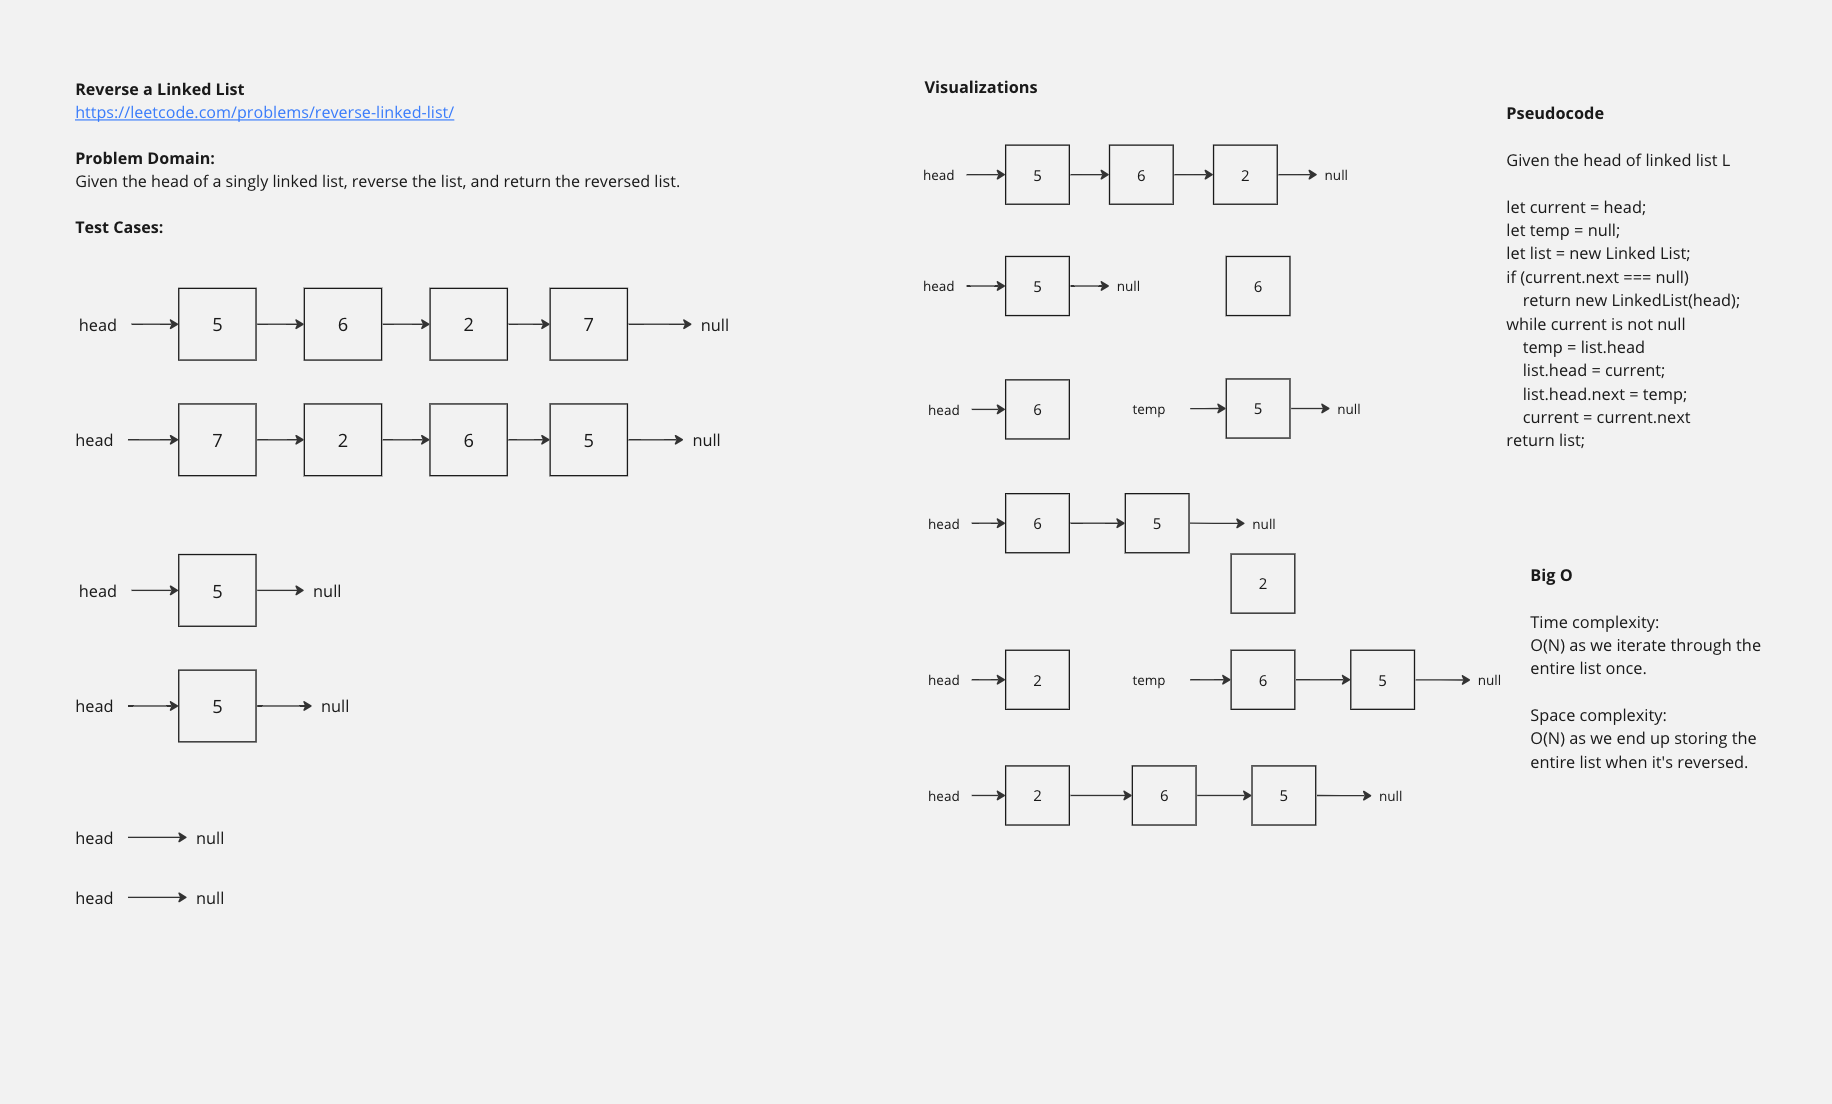 Reverse a Linked List
https://leetcode.com/problems/reverse-linked-list/
Problem Domain:
Given the head of a singly linked list, reverse the list, and return the reversed list.
Test Cases:
head 5 6 2 7 null
head 7 2 6 5 null
head 5 null
head 5 null
head null
head null
Visualizations
head 5 6 2 null
head 5 null 6
head 6 temp 5 null
head 6 5 null
2
head 2 temp 6 5 null
head 2 6 5 null
Pseudocode
Given the head of linked list L
let current = head;
let temp = null;
let list = new Linked List;
if (current.next === null)
return new LinkedList(head);
while current is not null
temp = list.head
list.head = current;
list.head.next = temp;
current = current.next
return list;
Big O
Time complexity:
O(N) as we iterate through the
entire list once.
Space complexity:
O(N) as we end up storing the
entire list when it's reversed.